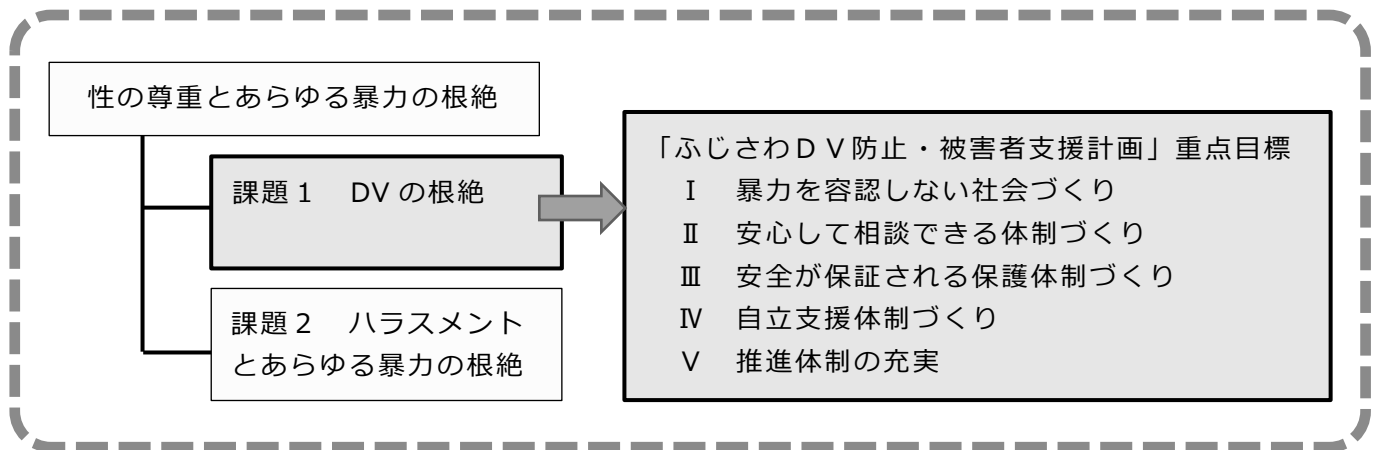 性の尊重とあらゆる暴力の根絶
課題１　DVの根絶
課題２　ハラスメント
とあらゆる暴力の根絶
「ふじさわＤＶ防止・被害者支援計画」重点目標
Ⅰ　暴力を容認しない社会づくり
Ⅱ　安心して相談できる体制づくり
Ⅲ　安全が保証される保護体制づくり
Ⅳ　自立支援体制づくり
Ⅴ　推進体制の充実